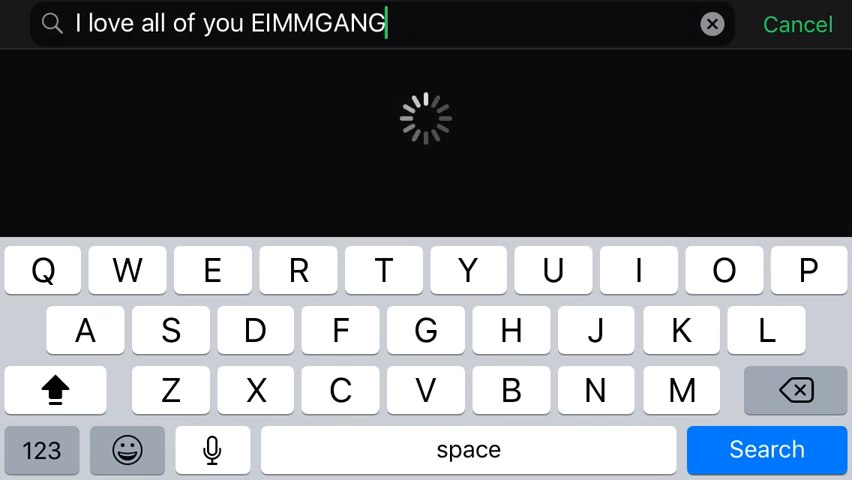 I love all of you EIMMGANG
Cancel
Q W E R T Y U I O P
A S D F G H J K L
Z X C V B N M
123 space Search